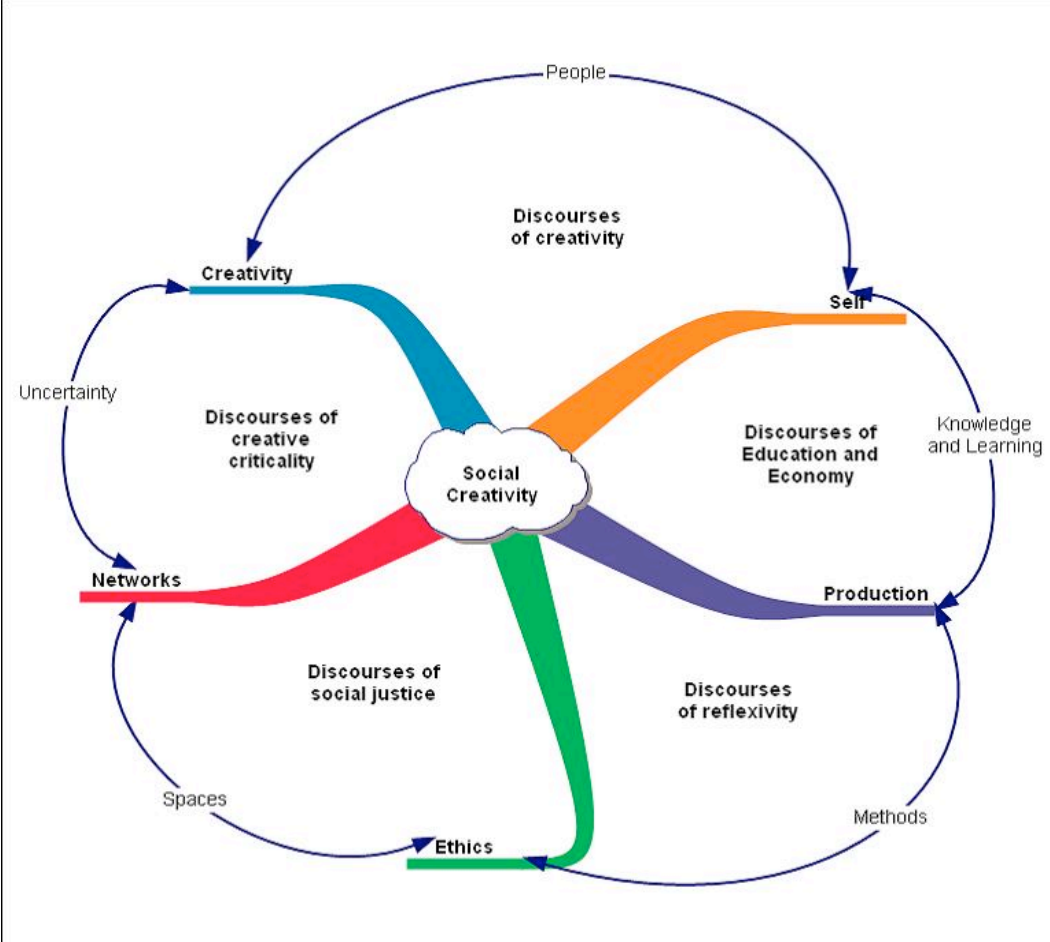 People
Discourses
of creativity
Creativity
Self
Uncertainty
Discourses of
creative
criticality
Discourses of
Education and
Economy
Knowledge
and Learning
Social
Creativity
Networks
Production
Discourses of
social justice
Discourses
of reflexivity
Spaces
Methods
Ethics